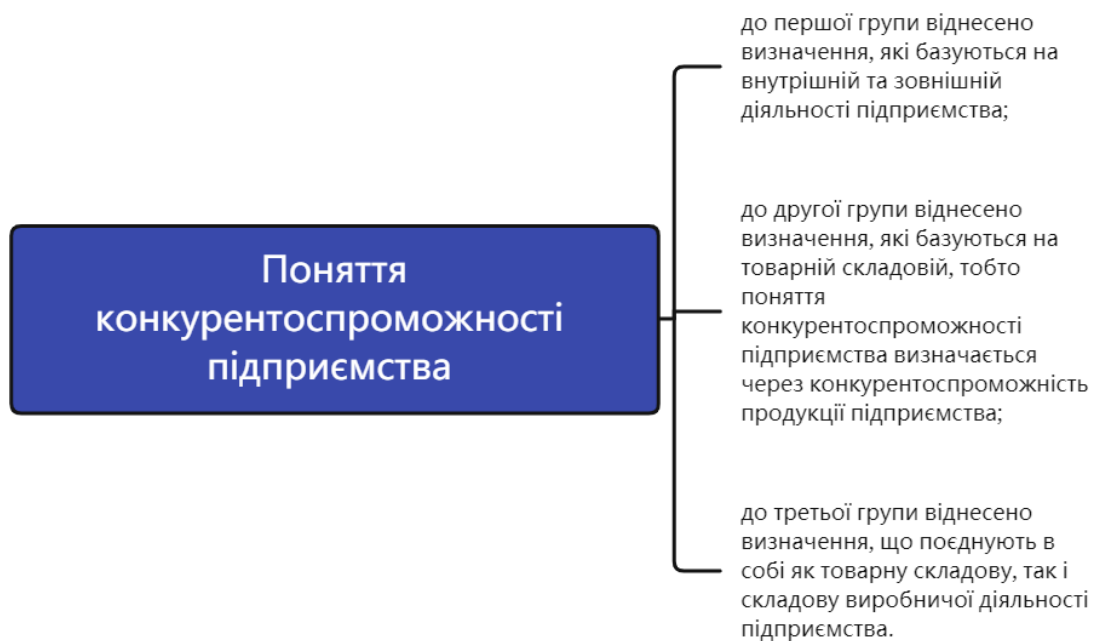 Поняття
конкурентоспроможності
підприємства
до першої групи віднесено
визначення, які базуються на
внутрішній та зовнішній
діяльності підприємства;
до другої групи віднесено
визначення, які базуються на
товарній складовій, тобто
поняття
конкурентоспроможності
підприємства визначається
через конкурентоспроможність
продукції підприємства;
до третьої групи віднесено
визначення, що поєднують в
собі як товарну складову, так і
складову виробничої діяльності
підприємства.